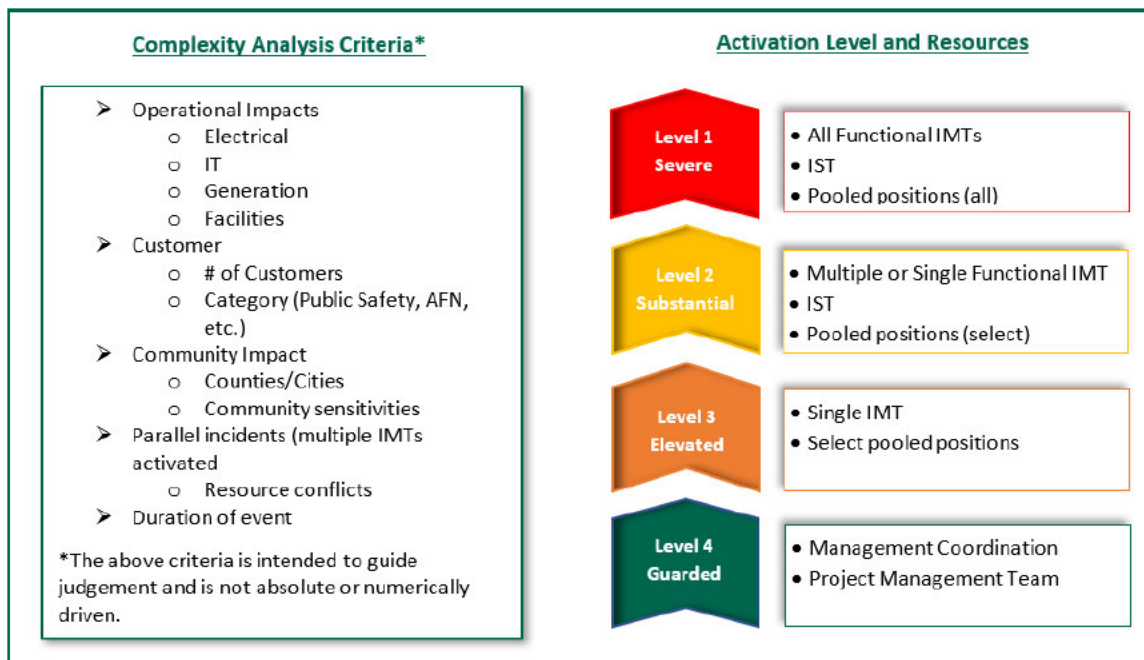 Complexity Analysis Criteria*
➢ Operational Impacts
o Electrical
o IT
o Generation
o Facilities
➢ Customer
o # of Customers
o Category (Public Safety, AFN,
etc.)
➢ Community Impact
o Counties/Cities
o Community sensitivities
➢ Parallel incidents (multiple IMTs
activated
o Resource conflicts
➢ Duration of event
*The above criteria is intended to guide
judgement and is not absolute or numerically
driven.
Activation Level and Resources
Level 1
Severe
• All Functional IMTs
• IST
• Pooled positions (all)
Level 2
Substantial
• Multiple or Single Functional IMT
• IST
• Pooled positions (select)
Level 3
Elevated
• Single IMT
• Select pooled positions
Level 4
Guarded
• Management Coordination
• Project Management Team